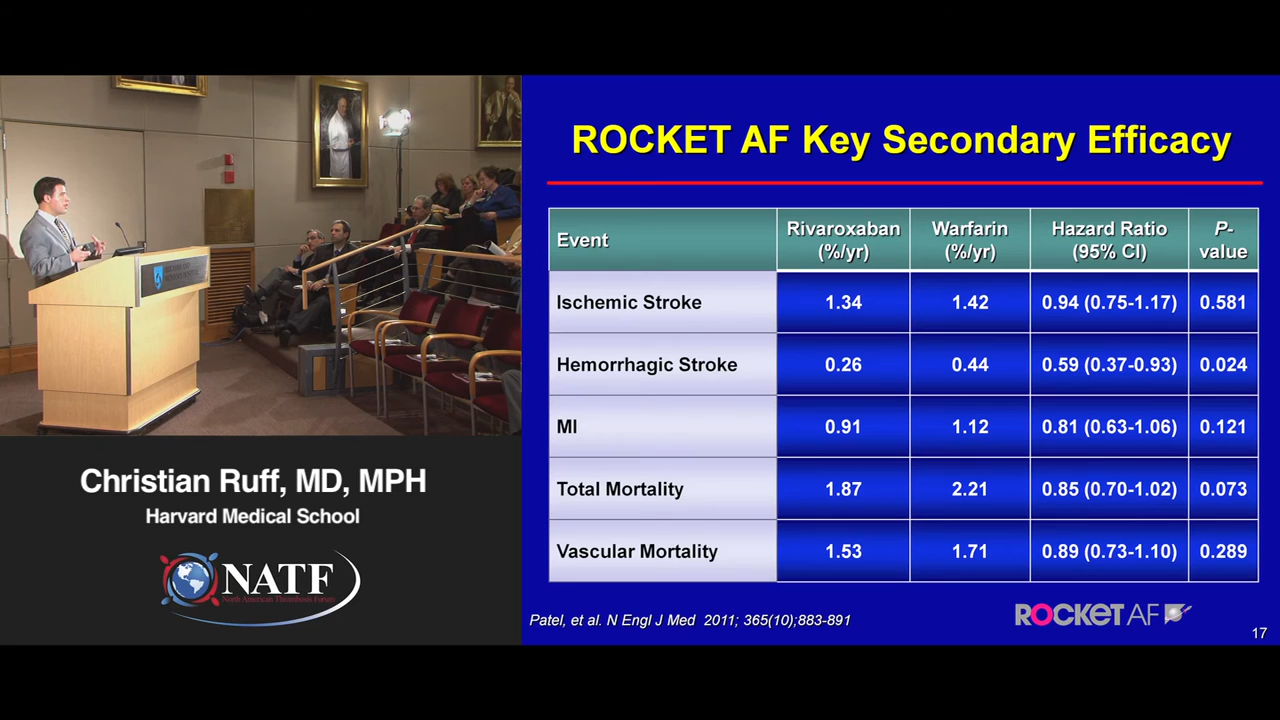 ROCKET AF Key Secondary Efficacy
Event Rivaroxaban (%/yr) Warfarin (%/yr) Hazard Ratio (95% CI) P-value
Ischemic Stroke 1.34 1.42 0.94 (0.75-1.17) 0.581
Hemorrhagic Stroke 0.26 0.44 0.59 (0.37-0.93) 0.024
MI 0.91 1.12 0.81 (0.63-1.06) 0.121
Total Mortality 1.87 2.21 0.85 (0.70-1.02) 0.073
Vascular Mortality 1.53 1.71 0.89 (0.73-1.10) 0.289
Patel, et al. N Engl J Med 2011; 365(10);883-891
ROCKET AF
17
Christian Ruff, MD, MPH
Harvard Medical School
NATF
North American Thrombosis Forum